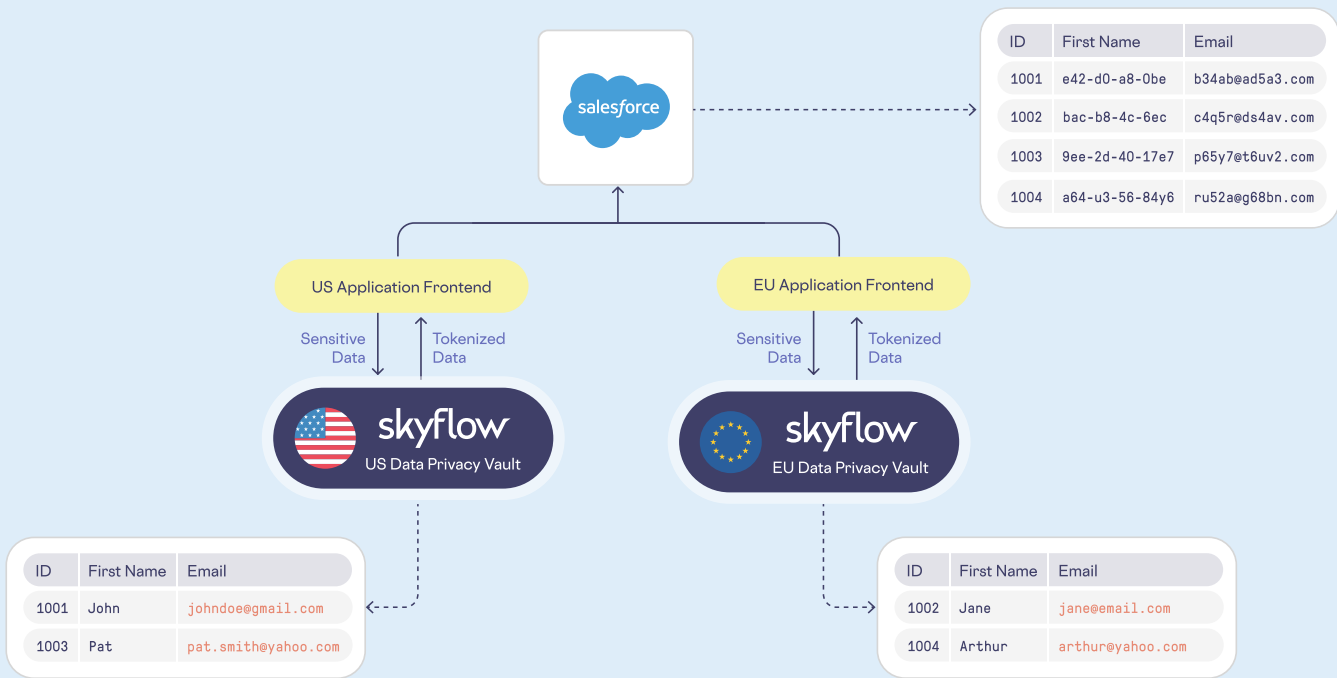 salesforce
ID First Name Email
1001 e42-d0-a8-0be b34ab@ad5a3.com
1002 bac-b8-4c-6ec c4q5r@ds4av.com
1003 9ee-2d-40-17e7 p65y7@t6uv2.com
1004 a64-u3-56-84y6 ru52a@g68bn.com
US Application Frontend
EU Application Frontend
Sensitive
Data
Tokenized
Data
Sensitive
Data
Tokenized
Data
skyflow
US Data Privacy Vault
skyflow
EU Data Privacy Vault
ID First Name Email
1001 John johndoe@gmail.com
1003 Pat pat.smith@yahoo.com
ID First Name Email
1002 Jane jane@email.com
1004 Arthur arthur@yahoo.com